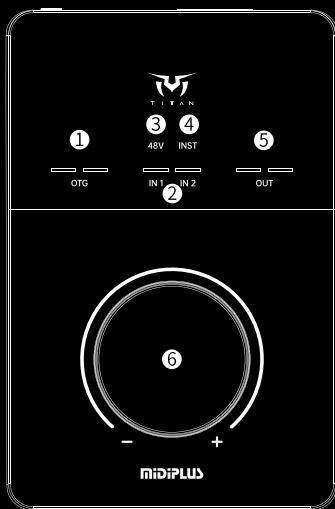 TITAN
③ ④
① 48V INST ⑤
OTG IN 1 ② IN 2 OUT
⑥
− +
MIDIPLUS